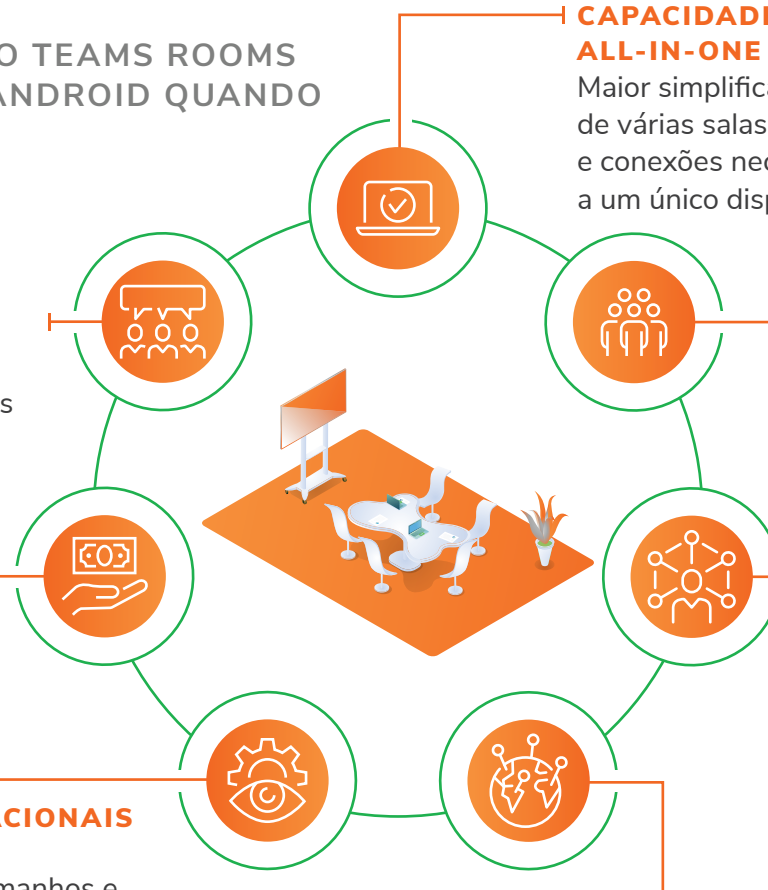 O TEAMS ROOMS
ANDROID QUANDO
CAPACIDAD
ALL-IN-ONE
Maior simplific
de várias salas
e conexões nec
a um único disp
s
ACIONAIS
manhos e